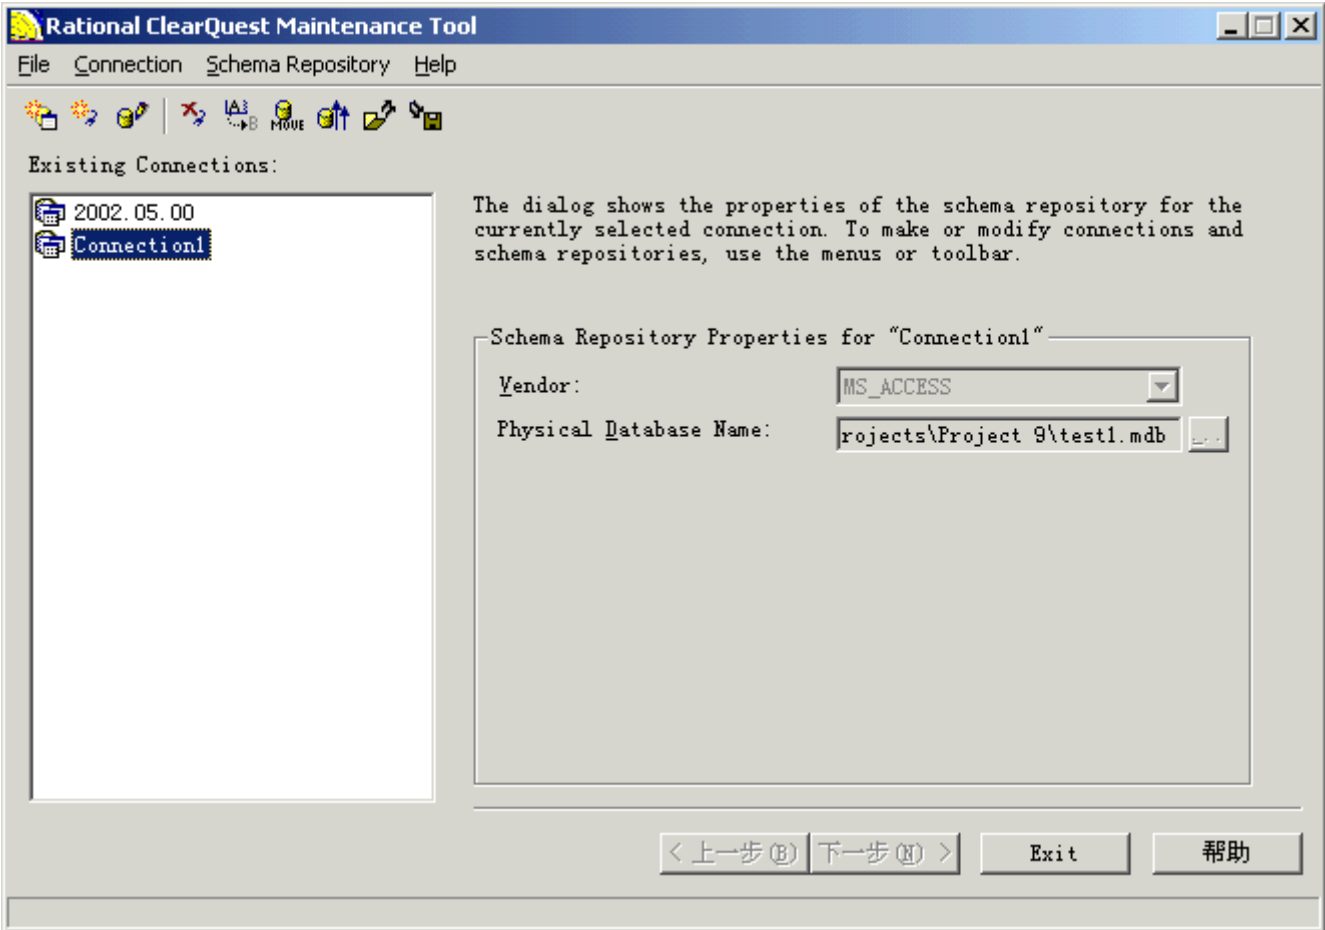 Rational ClearQuest Maintenance Tool
File Connection Schema Repository Help
A B MOVE
Existing Connections:
2002.05.00
Connection1
The dialog shows the properties of the schema repository for the
currently selected connection. To make or modify connections and
schema repositories, use the menus or toolbar.
Schema Repository Properties for "Connection1"
Vendor: MS_ACCESS
Physical Database Name: rojects\Project 9\test1.mdb ...
< 上一步(B) 下一步(N) > Exit 帮助